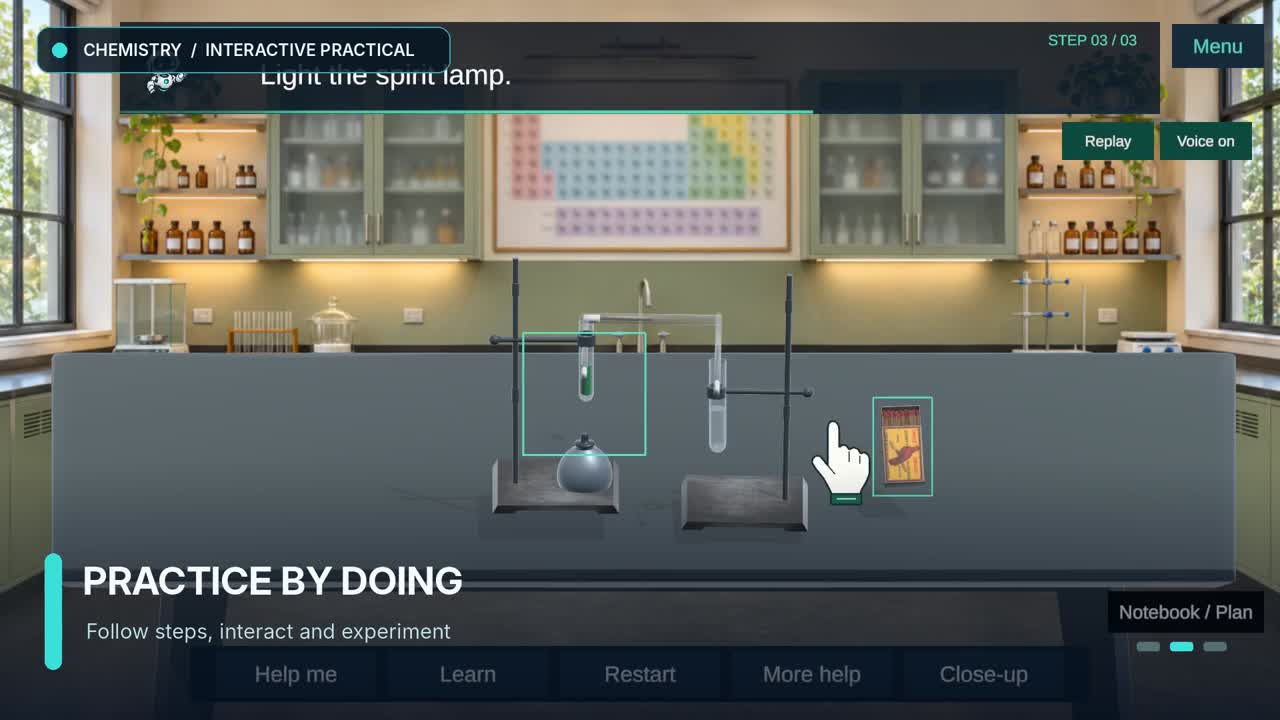 CHEMISTRY / INTERACTIVE PRACTICAL
STEP 03 / 03
Menu
Light the spirit lamp.
Replay
Voice on
PRACTICE BY DOING
Follow steps, interact and experiment
Notebook / Plan
Help me
Learn
Restart
More help
Close-up